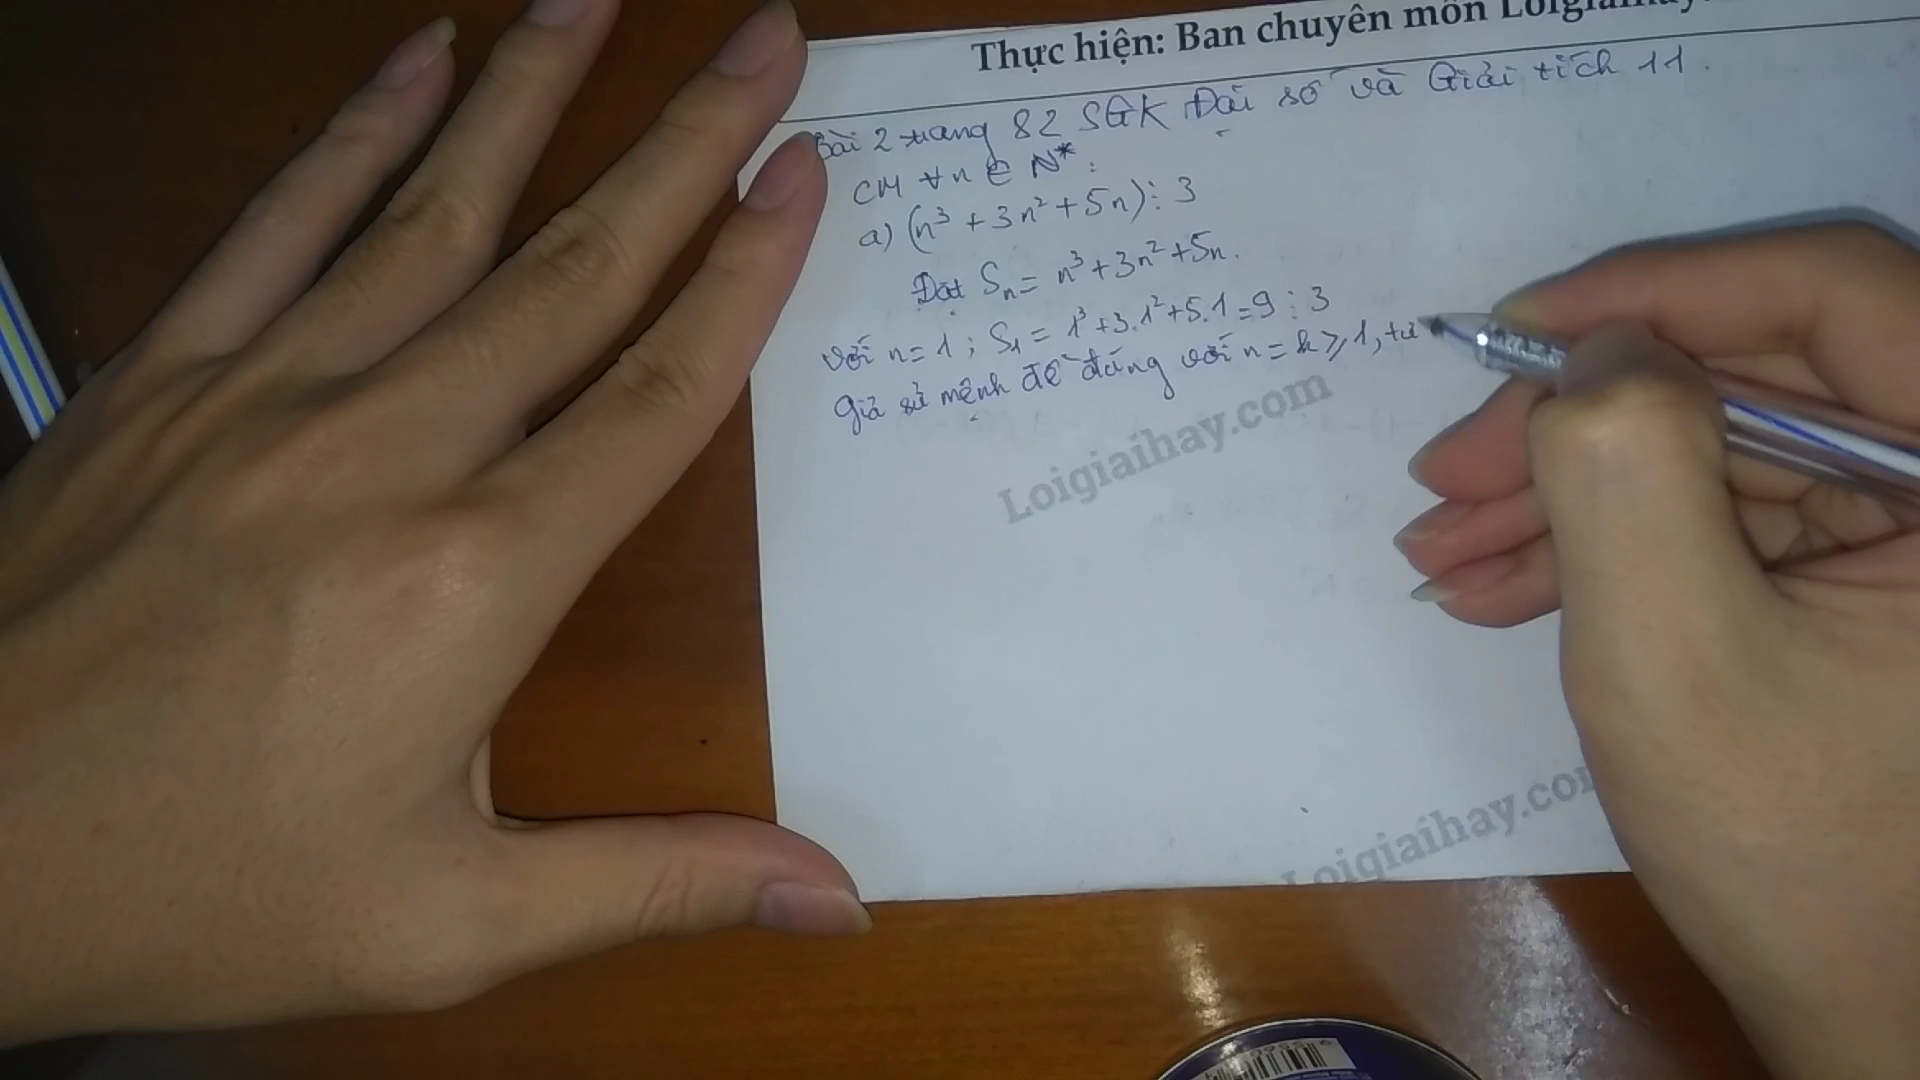 Thực hiện: Ban chuyên môn Loigiaihay
Bài 2 trang 82 SGK Đại số và Giải tích 11.
CM ∀n ∈ N*:
a) (n³ + 3n² + 5n) ⋮ 3
Đặt Sₙ = n³ + 3n² + 5n.
Với n = 1 ; S₁ = 1³ + 3.1² + 5.1 = 9 ⋮ 3
Giả sử mệnh đề đúng với n = k ≥ 1, tư
Loigiaihay.com
Loigiaihay.com